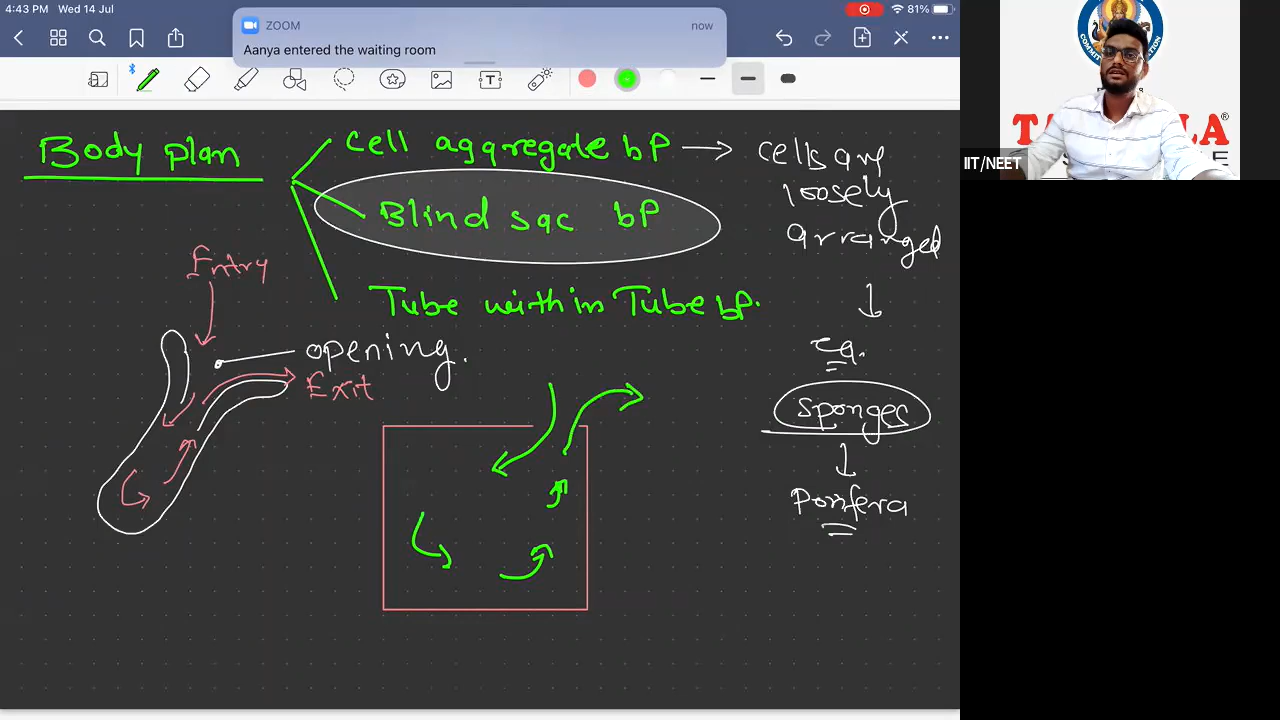 4:43 PM Wed 14 Jul
81%
ZOOM
now
Aanya entered the waiting room
T
IIT/NEET
Body plan
Cell aggregate bP
cells are
loosely
arranged
Blind sac bP
Tube within Tube bP.
Entry
opening.
Exit
eg.
sponges
Porifera